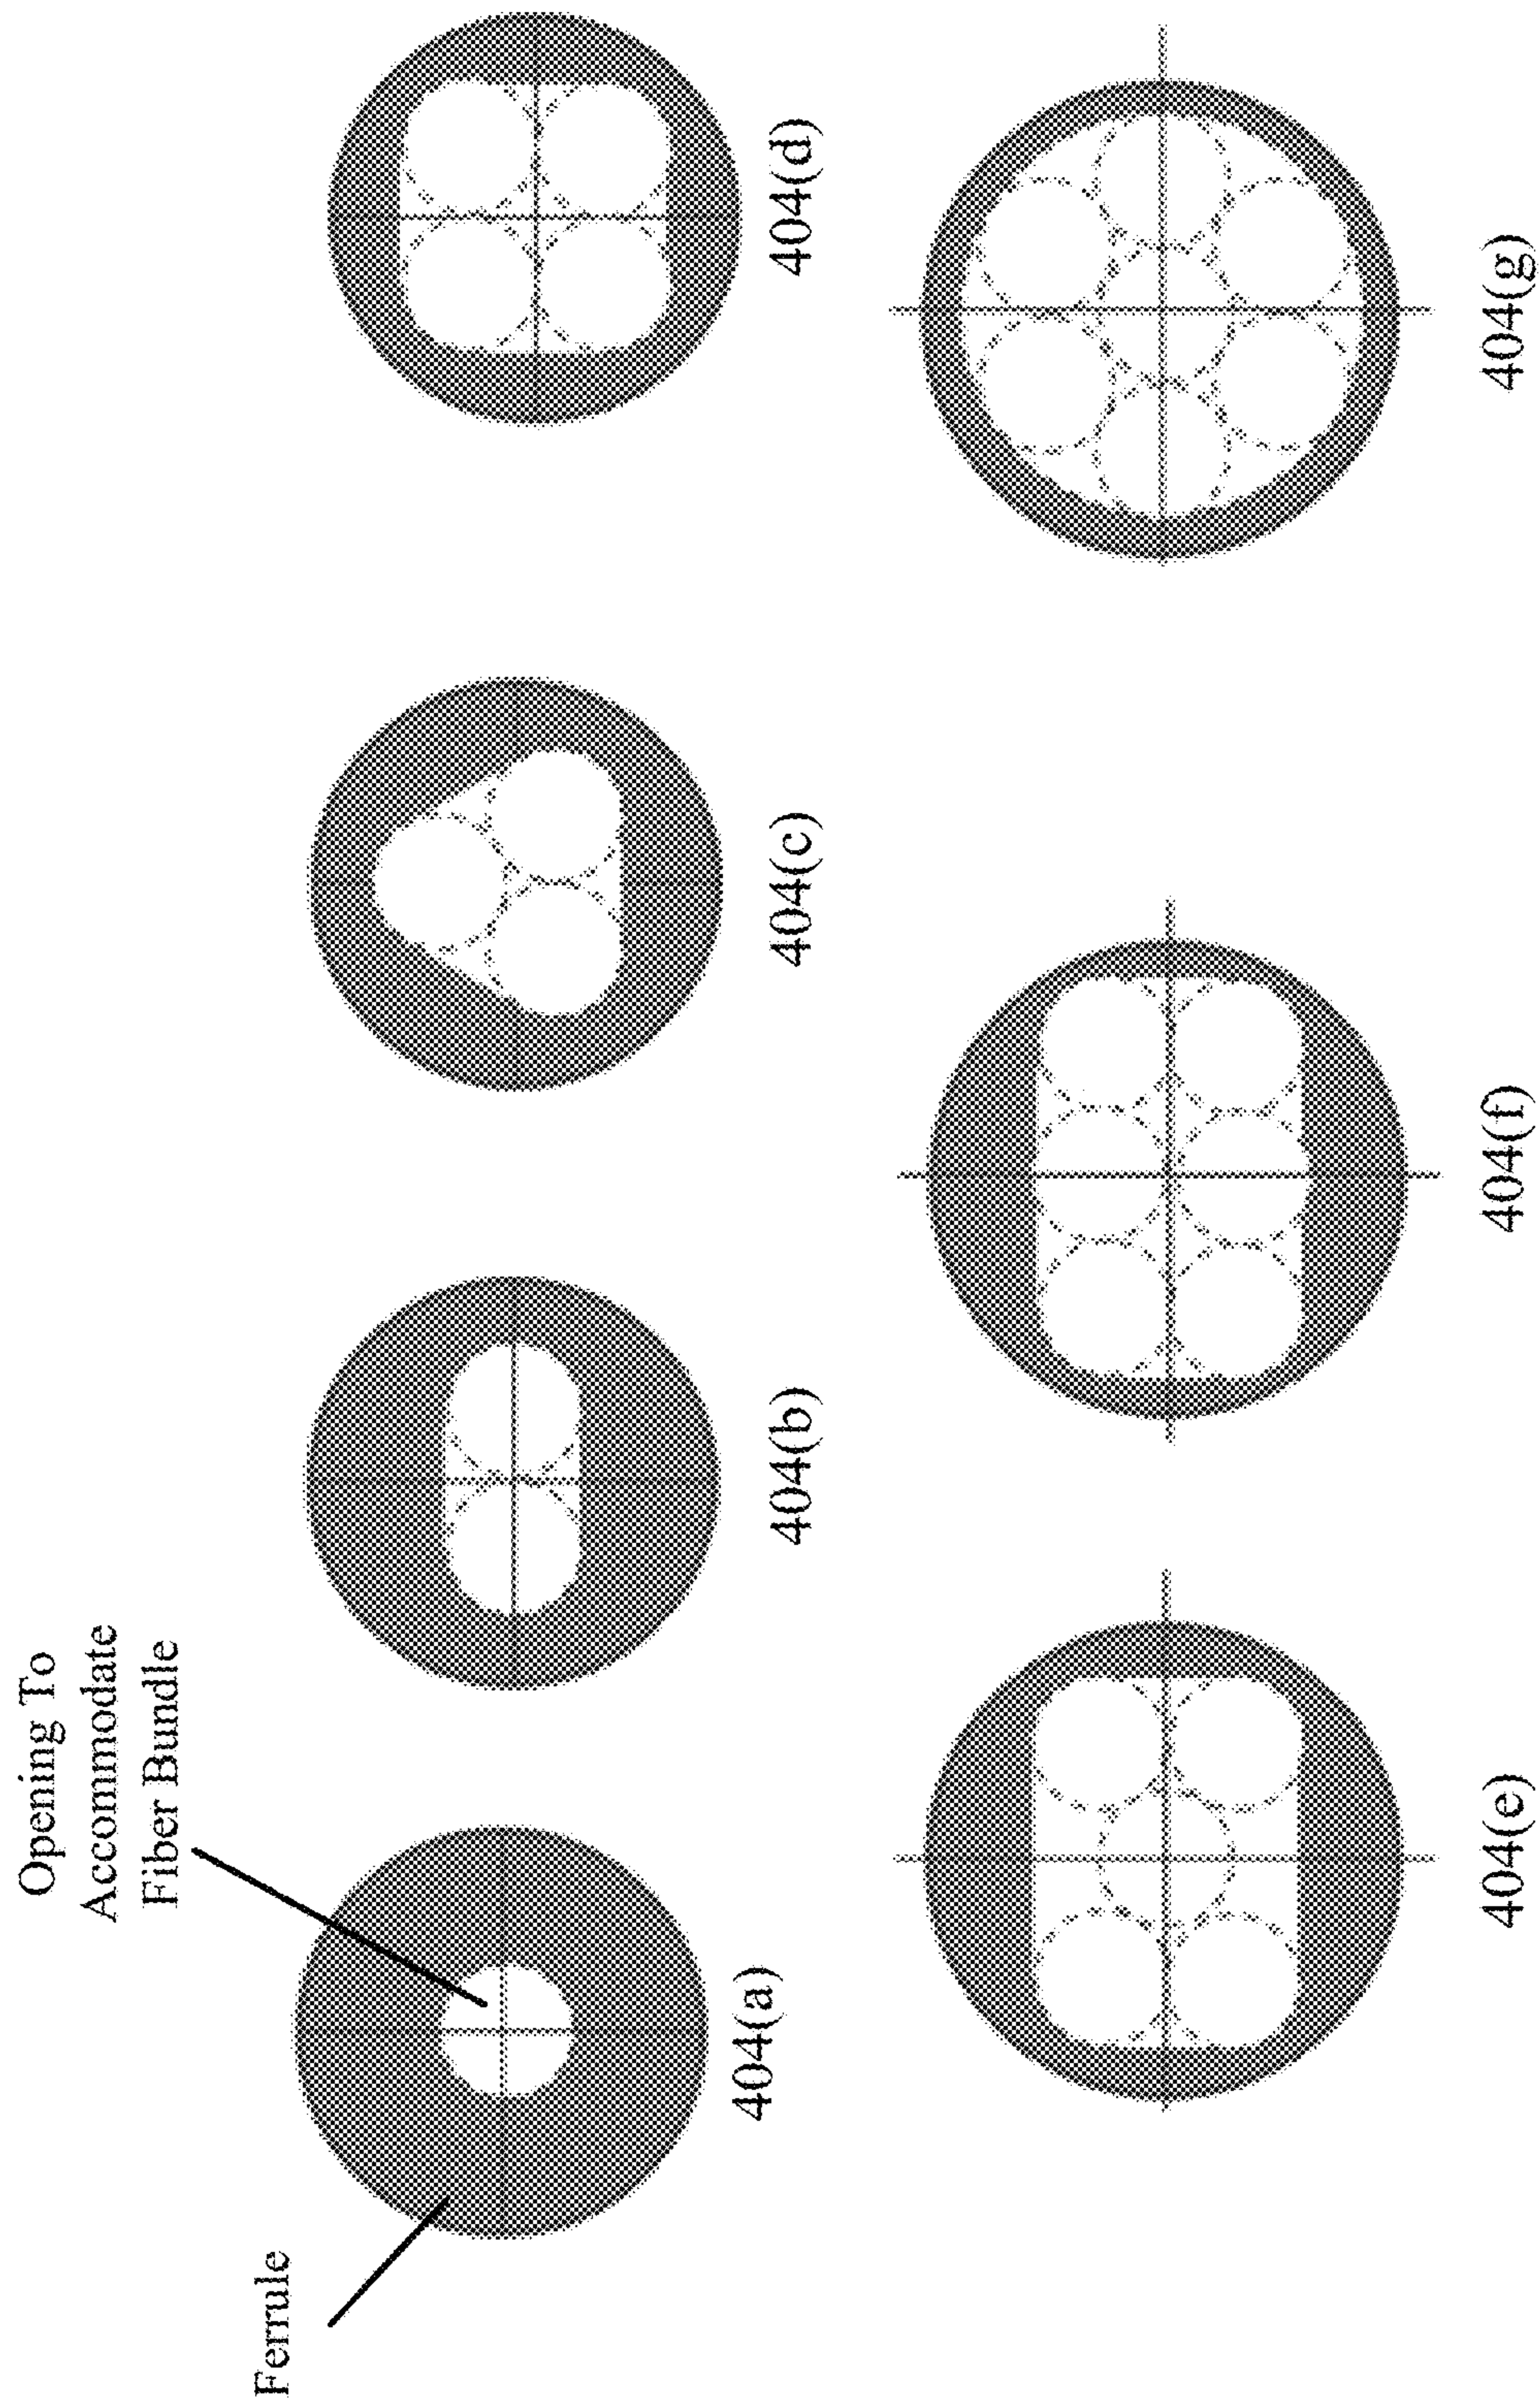 Opening To
Accommodate
Fiber Bundle
Ferrule
404(a)
404(b)
404(c)
404(d)
404(e)
404(f)
404(g)